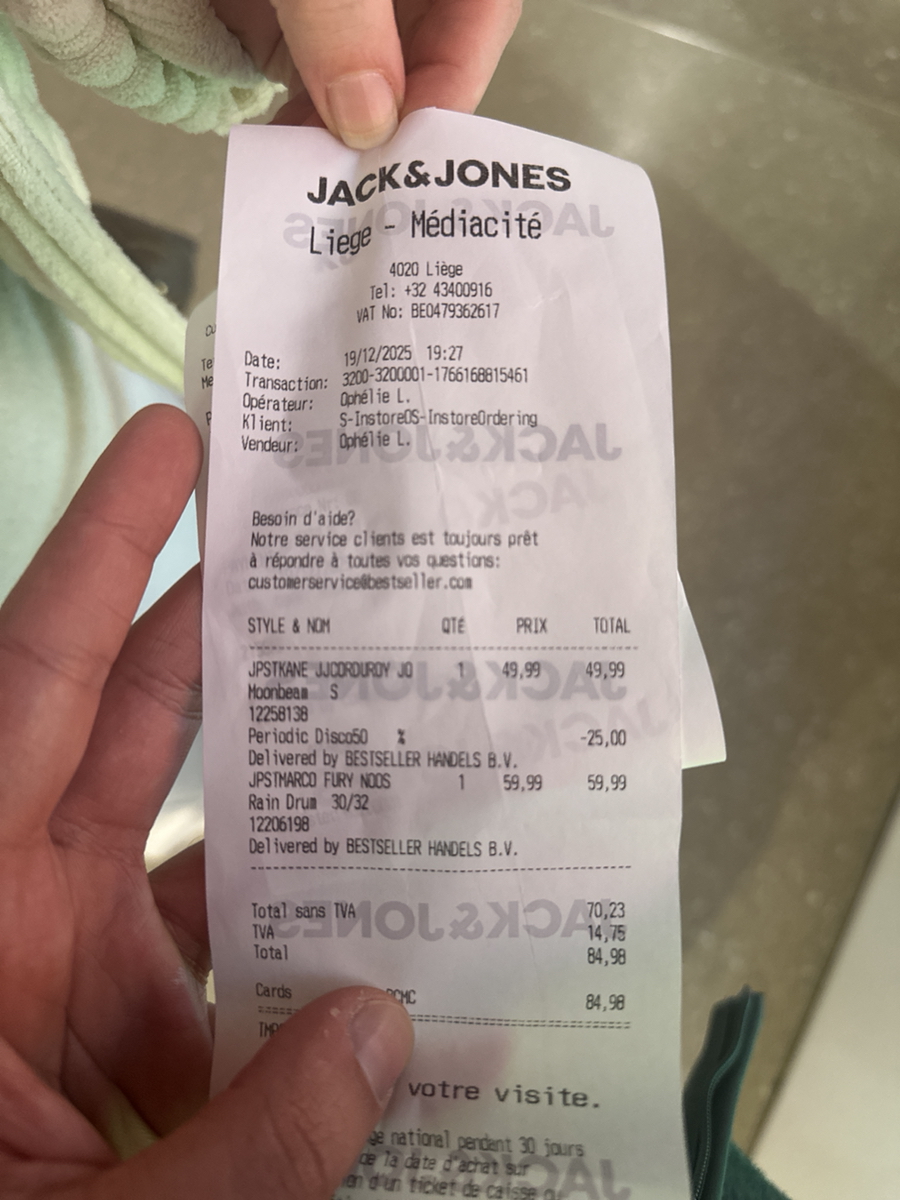 JACK&JONES
Liege - Médiacité
4020 Liège
Tel: +32 43400916
VAT No: BE0479362617
Date: 19/12/2025 19:27
Transaction: 3200-3200001-1766168815461
Opérateur: Ophélie L.
Klient: S-InstoreOS-InstoreOrdering
Vendeur: Ophélie L.
Besoin d'aide?
Notre service clients est toujours prêt
à répondre à toutes vos questions:
customerservice@bestseller.com
STYLE & NOM QTÉ PRIX TOTAL
JPSTKANE JJCORDUROY JO 1 49,99 49,99
Moonbeam S
12258138
Periodic Disco50 % -25,00
Delivered by BESTSELLER HANDELS B.V.
JPSTMARCO FURY NOOS 1 59,99 59,99
Rain Drum 30/32
12206198
Delivered by BESTSELLER HANDELS B.V.
Total sans TVA 70,23
TVA 14,75
Total 84,98
Cards 84,98
votre visite.
national pendant 30 jours
de la date d'achat sur
d'un ticket de caisse